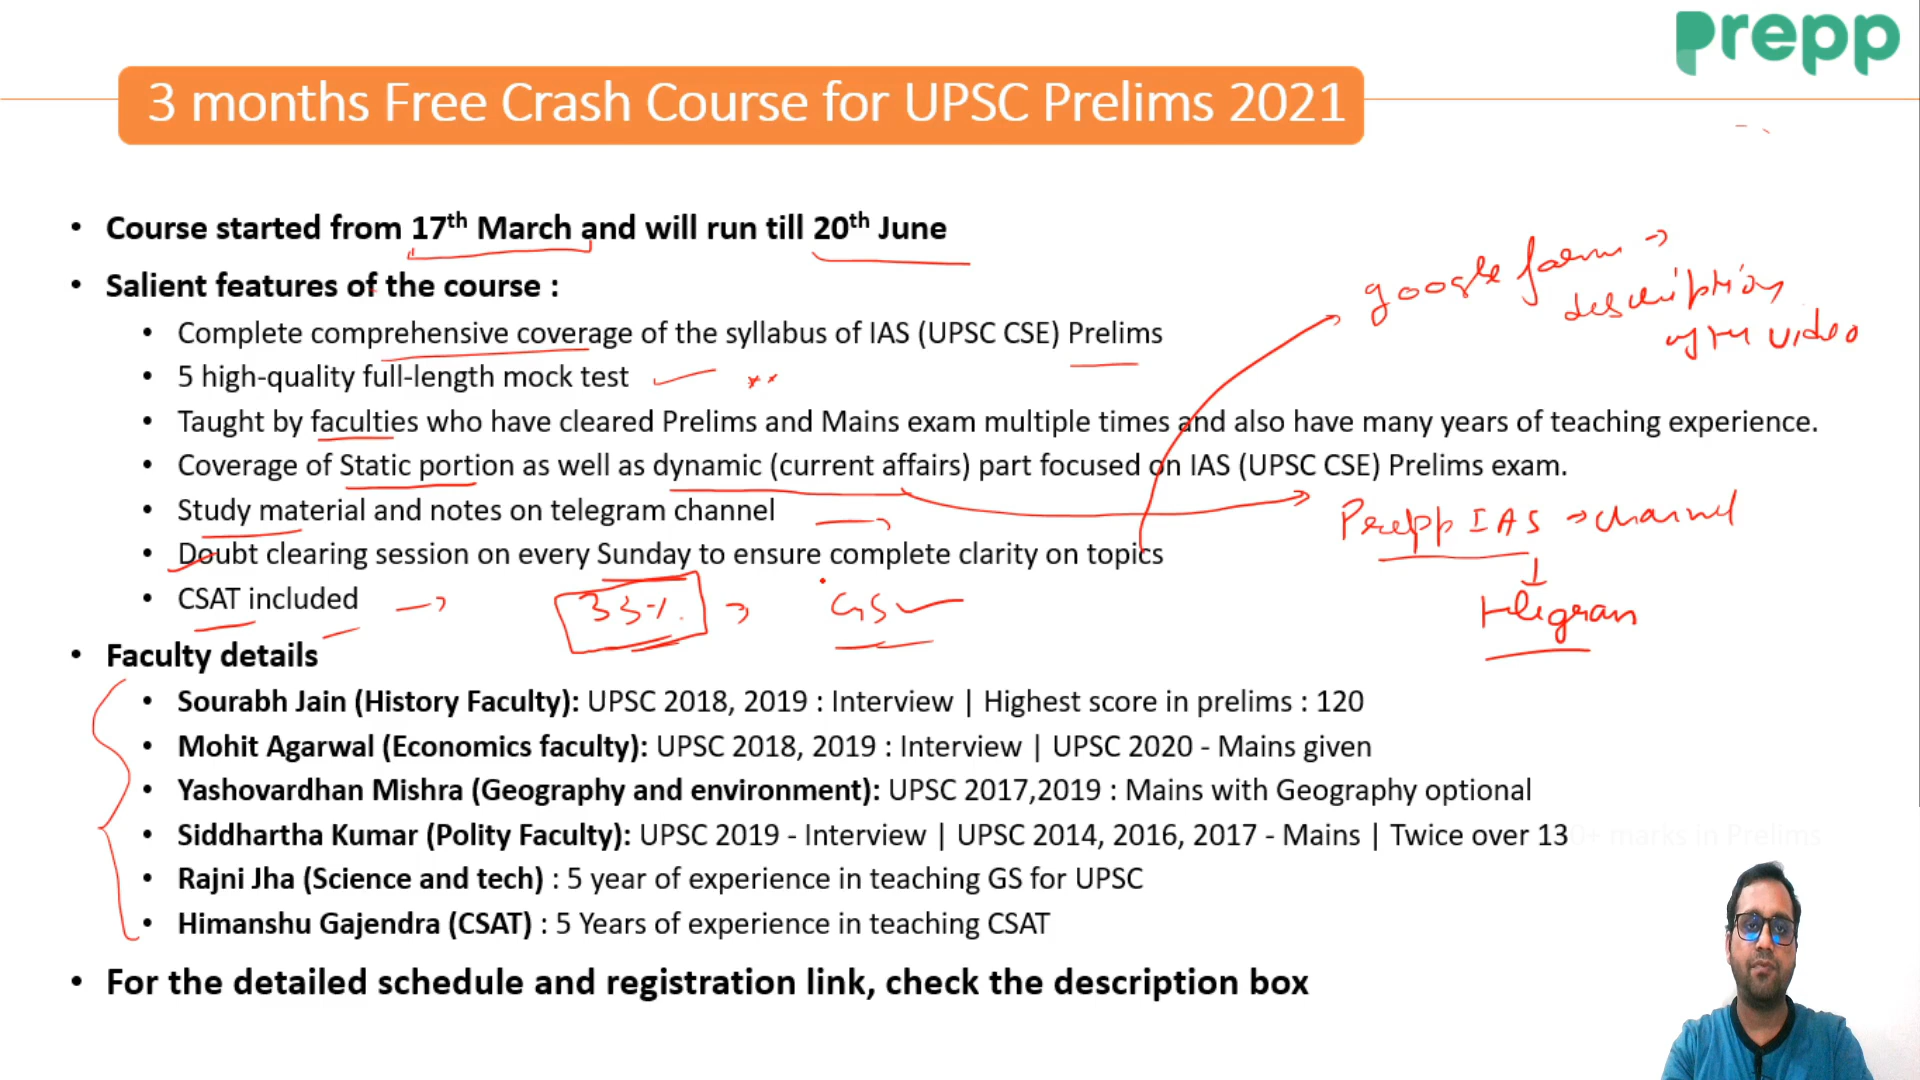 prepp
3 months Free Crash Course for UPSC Prelims 2021
• Course started from 17th March and will run till 20th June
• Salient features of the course :
• Complete comprehensive coverage of the syllabus of IAS (UPSC CSE) Prelims
• 5 high-quality full-length mock test
• Taught by faculties who have cleared Prelims and Mains exam multiple times and also have many years of teaching experience.
• Coverage of Static portion as well as dynamic (current affairs) part focused on IAS (UPSC CSE) Prelims exam.
• Study material and notes on telegram channel
• Doubt clearing session on every Sunday to ensure complete clarity on topics
• CSAT included
33%
GS
google form
description
of the video
Prepp IAS → channel
telegram
• Faculty details
• Sourabh Jain (History Faculty): UPSC 2018, 2019 : Interview | Highest score in prelims : 120
• Mohit Agarwal (Economics faculty): UPSC 2018, 2019 : Interview | UPSC 2020 - Mains given
• Yashovardhan Mishra (Geography and environment): UPSC 2017,2019 : Mains with Geography optional
• Siddhartha Kumar (Polity Faculty): UPSC 2019 - Interview | UPSC 2014, 2016, 2017 - Mains | Twice over 130+ marks in Prelims
• Rajni Jha (Science and tech) : 5 year of experience in teaching GS for UPSC
• Himanshu Gajendra (CSAT) : 5 Years of experience in teaching CSAT
• For the detailed schedule and registration link, check the description box